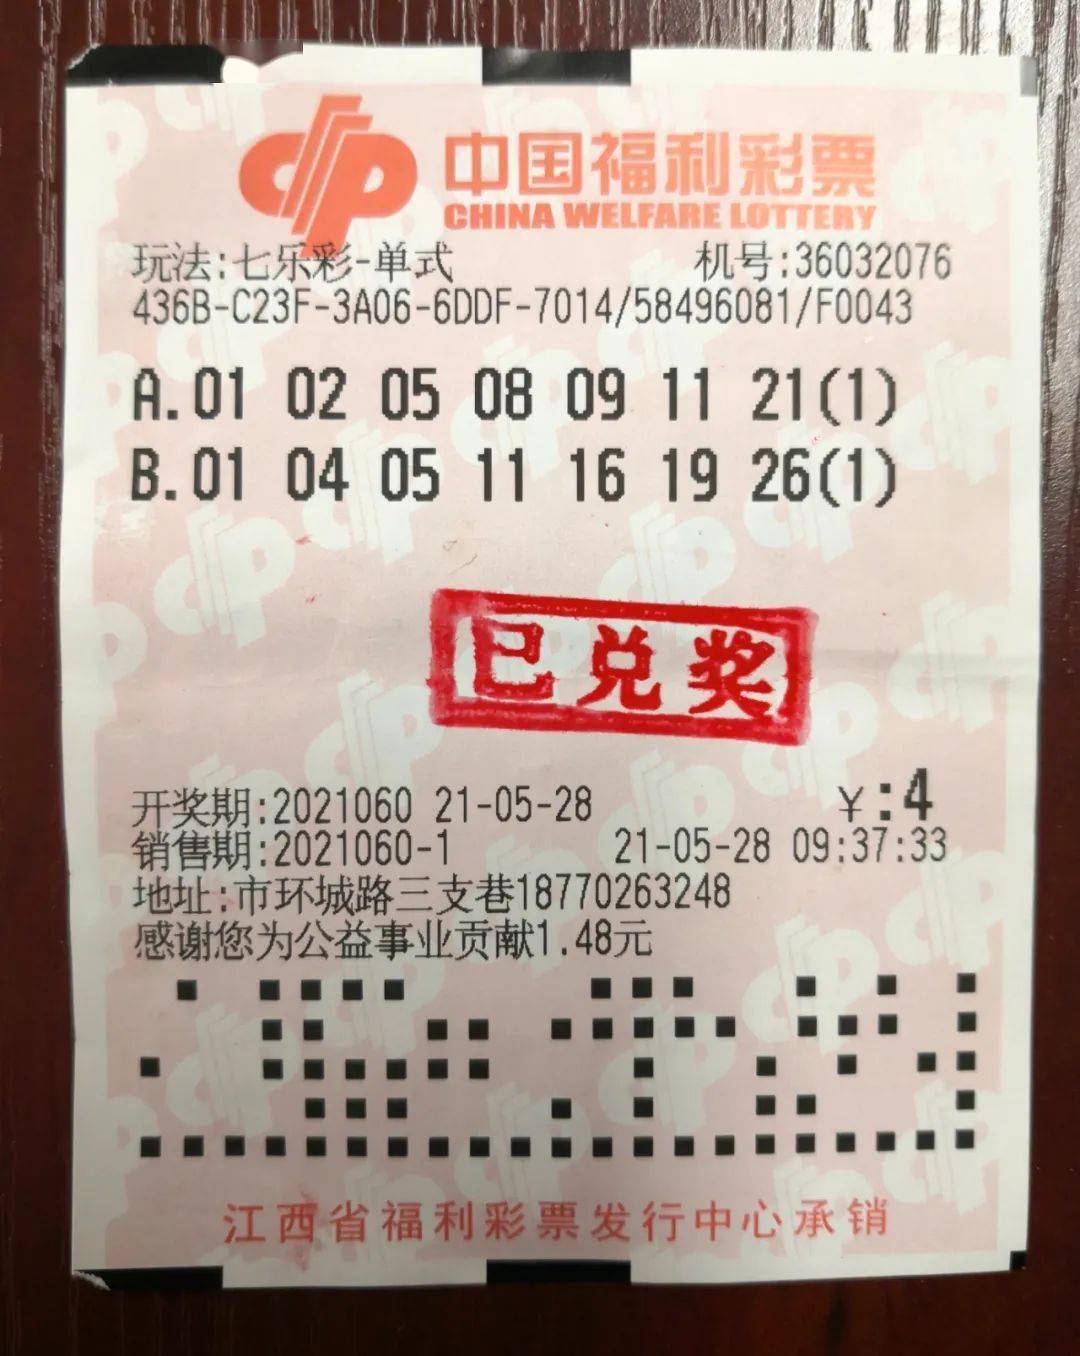 中国福利彩票
CHINA WELFARE LOTTERY
玩法:七乐彩-单式 机号:36032076
436B-C23F-3A06-6DDF-7014/58496081/F0043
A.01 02 05 08 09 11 21(1)
B.01 04 05 11 16 19 26(1)
已兑奖
开奖期:2021060 21-05-28 ¥:4
销售期:2021060-1 21-05-28 09:37:33
地址:市环城路三支巷18770263248
感谢您为公益事业贡献1.48元
江西省福利彩票发行中心承销